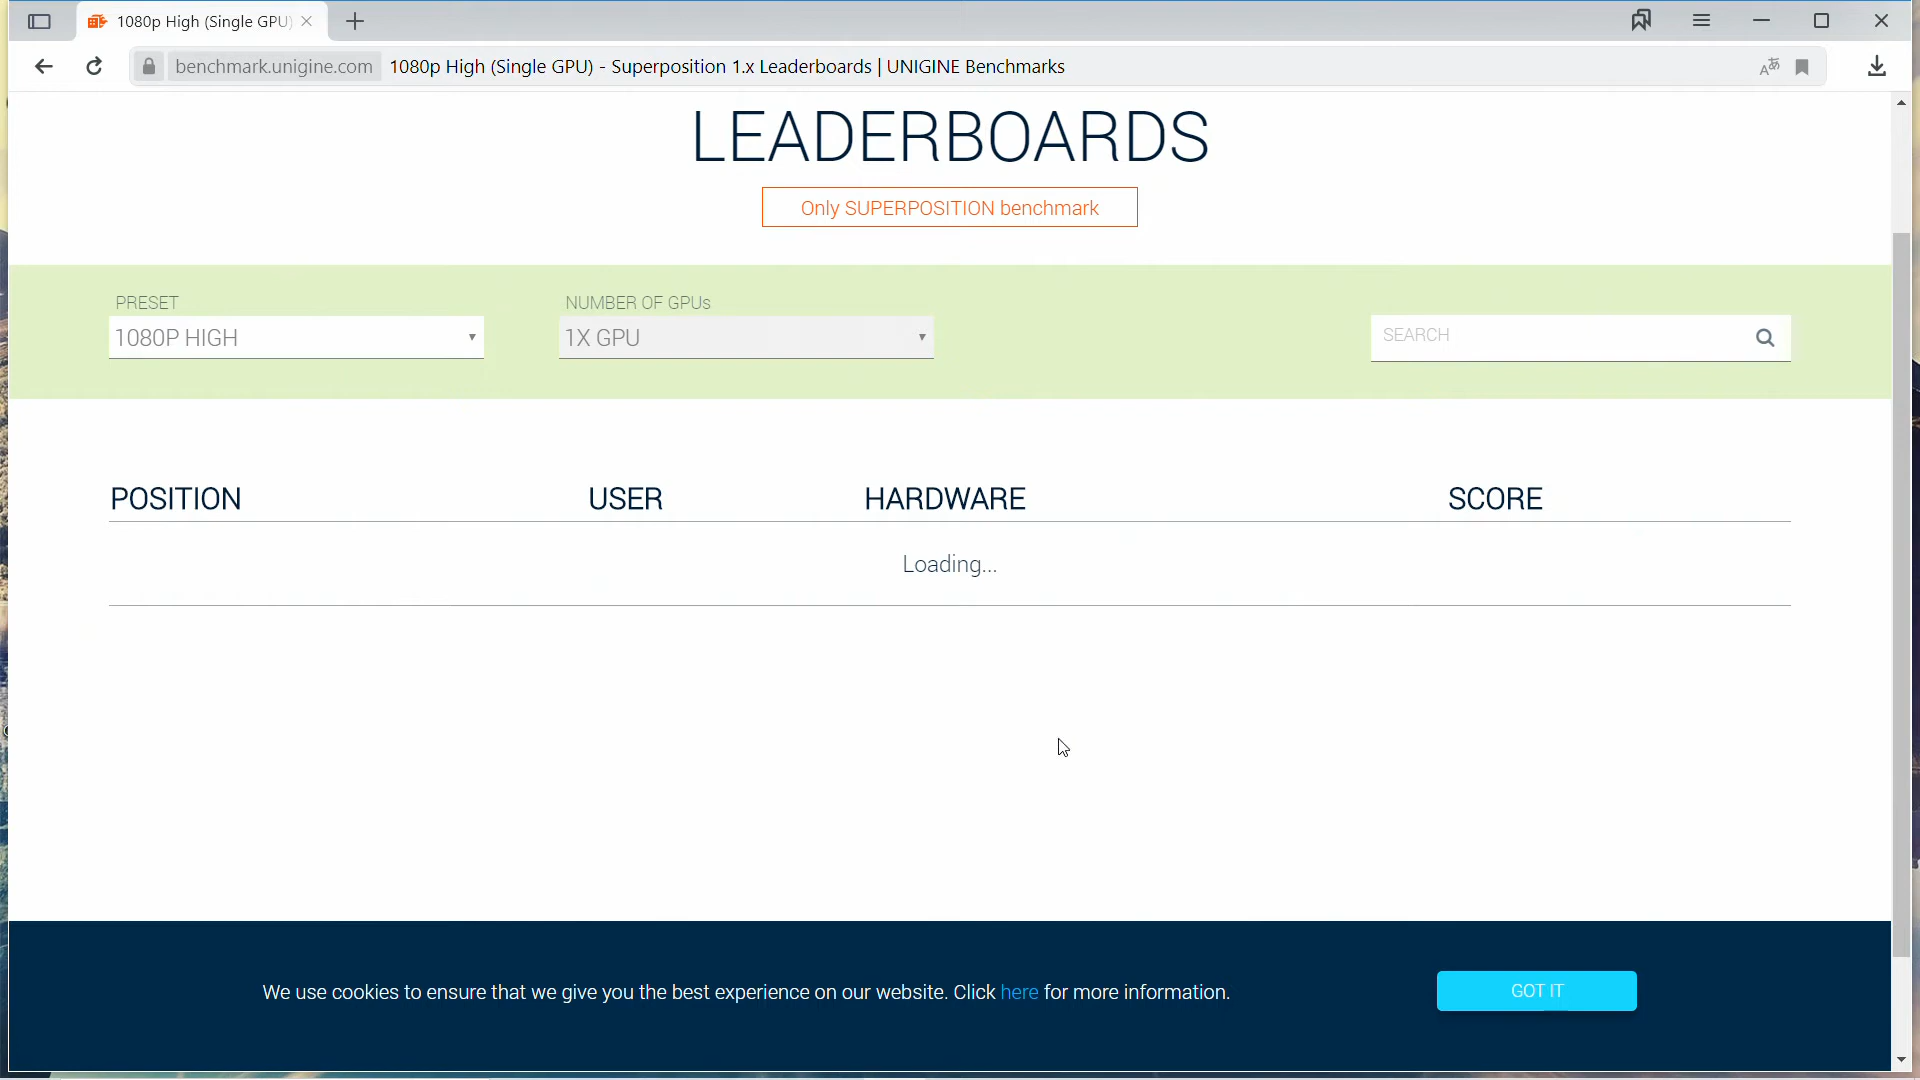 1080p High (Single GPU)
benchmark.unigine.com 1080p High (Single GPU) - Superposition 1.x Leaderboards | UNIGINE Benchmarks
LEADERBOARDS
Only SUPERPOSITION benchmark
PRESET NUMBER OF GPUs
1080P HIGH 1X GPU SEARCH
POSITION USER HARDWARE SCORE
Loading...
We use cookies to ensure that we give you the best experience on our website. Click here for more information. GOT IT